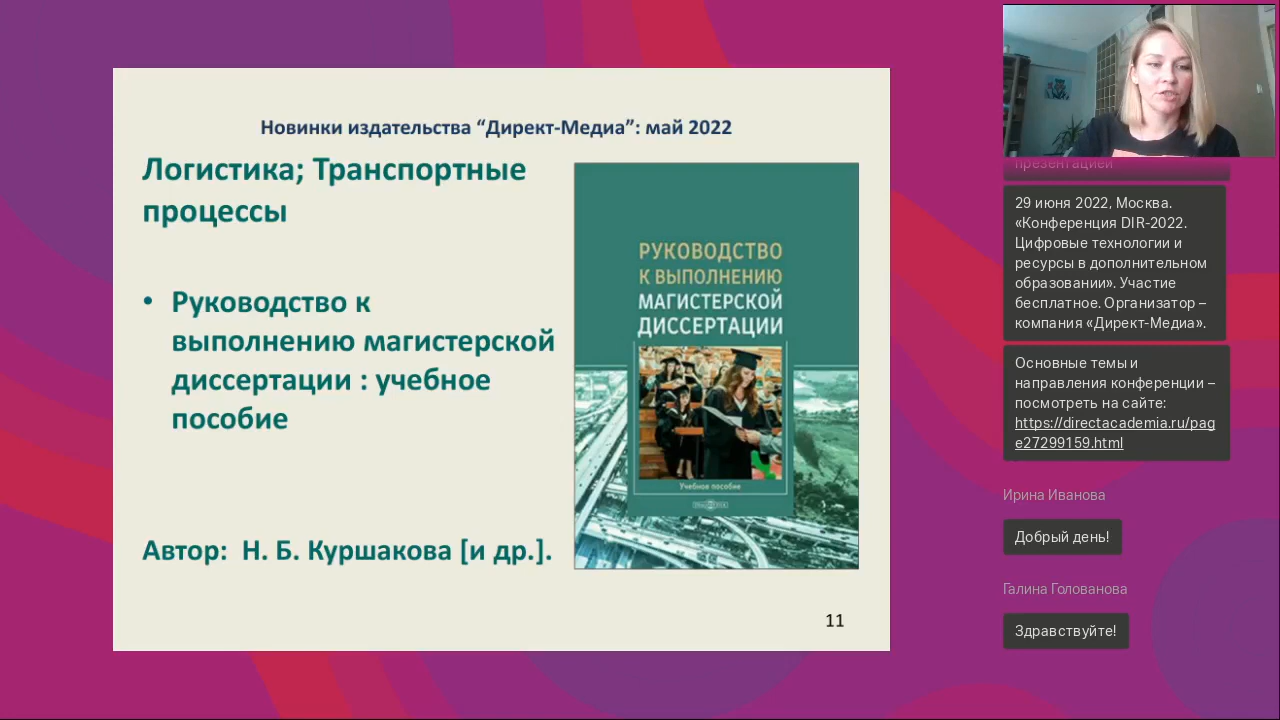 Новинки издательства “Директ-Медиа”: май 2022
Логистика; Транспортные
процессы
• Руководство к
выполнению магистерской
диссертации : учебное
пособие
Автор: Н. Б. Куршакова [и др.].
РУКОВОДСТВО
К ВЫПОЛНЕНИЮ
МАГИСТЕРСКОЙ
ДИССЕРТАЦИИ
Учебное пособие
11
презентацией
29 июня 2022, Москва.
«Конференция DIR-2022.
Цифровые технологии и
ресурсы в дополнительном
образовании». Участие
бесплатное. Организатор –
компания «Директ-Медиа».
Основные темы и
направления конференции –
посмотреть на сайте:
https://directacademia.ru/pag
e27299159.html
Ирина Иванова
Добрый день!
Галина Голованова
Здравствуйте!